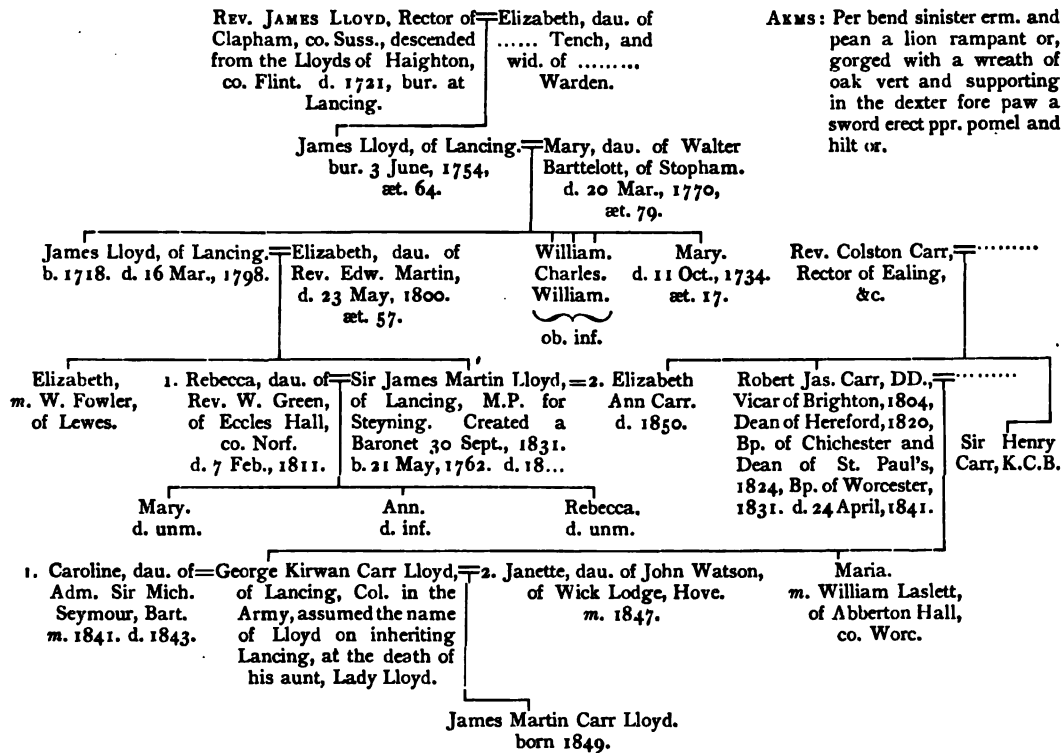 REV. JAMES LLOYD, Rector of
Clapham, co. Suss., descended
from the Lloyds of Haighton,
co. Flint. d. 1721, bur. at
Lancing.
Elizabeth, dau. of
...... Tench, and
wid. of .........
Warden.
ARMS: Per bend sinister erm. and
pean a lion rampant or,
gorged with a wreath of
oak vert and supporting
in the dexter fore paw a
sword erect ppr. pomel and
hilt or.
James Lloyd, of Lancing.
bur. 3 June, 1754,
æt. 64.
Mary, dau. of Walter
Barttelott, of Stopham.
d. 20 Mar., 1770,
æt. 79.
James Lloyd, of Lancing.
b. 1718. d. 16 Mar., 1798.
Elizabeth, dau. of
Rev. Edw. Martin,
d. 23 May, 1800.
æt. 57.
William.
Charles.
William.
ob. inf.
Mary.
d. 11 Oct., 1734.
æt. 17.
Rev. Colston Carr, .........
Rector of Ealing,
&c.
Elizabeth,
m. W. Fowler,
of Lewes.
1. Rebecca, dau. of
Rev. W. Green,
of Eccles Hall,
co. Norf.
d. 7 Feb., 1811.
Sir James Martin Lloyd,
of Lancing, M.P. for
Steyning. Created a
Baronet 30 Sept., 1831.
b. 21 May, 1762. d. 18...
=2. Elizabeth
Ann Carr.
d. 1850.
Robert Jas. Carr, DD., .........
Vicar of Brighton, 1804,
Dean of Hereford, 1820,
Bp. of Chichester and
Dean of St. Paul's,
1824, Bp. of Worcester,
1831. d. 24 April, 1841.
Sir Henry
Carr, K.C.B.
Mary.
d. unm.
Ann.
d. inf.
Rebecca.
d. unm.
1. Caroline, dau. of
Adm. Sir Mich.
Seymour, Bart.
m. 1841. d. 1843.
=George Kirwan Carr Lloyd,
of Lancing, Col. in the
Army, assumed the name
of Lloyd on inheriting
Lancing, at the death of
his aunt, Lady Lloyd.
2. Janette, dau. of John Watson,
of Wick Lodge, Hove.
m. 1847.
Maria.
m. William Laslett,
of Abberton Hall,
co. Worc.
James Martin Carr Lloyd.
born 1849.